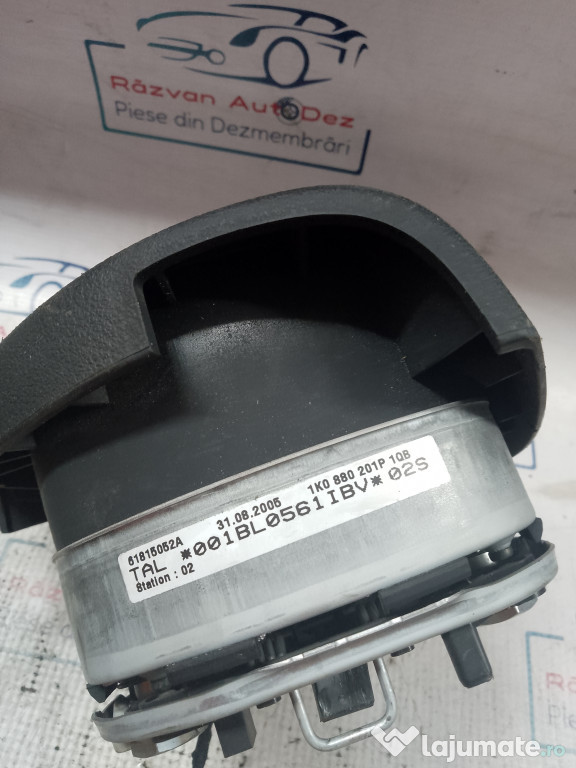 Răzvan AutoDez
Piese din Dezmembrări
61815052A 31.08.2005 1K0 880 201P 1QB
TAL *001BL0561IBV* 02S
Station : 02
lajumate.ro